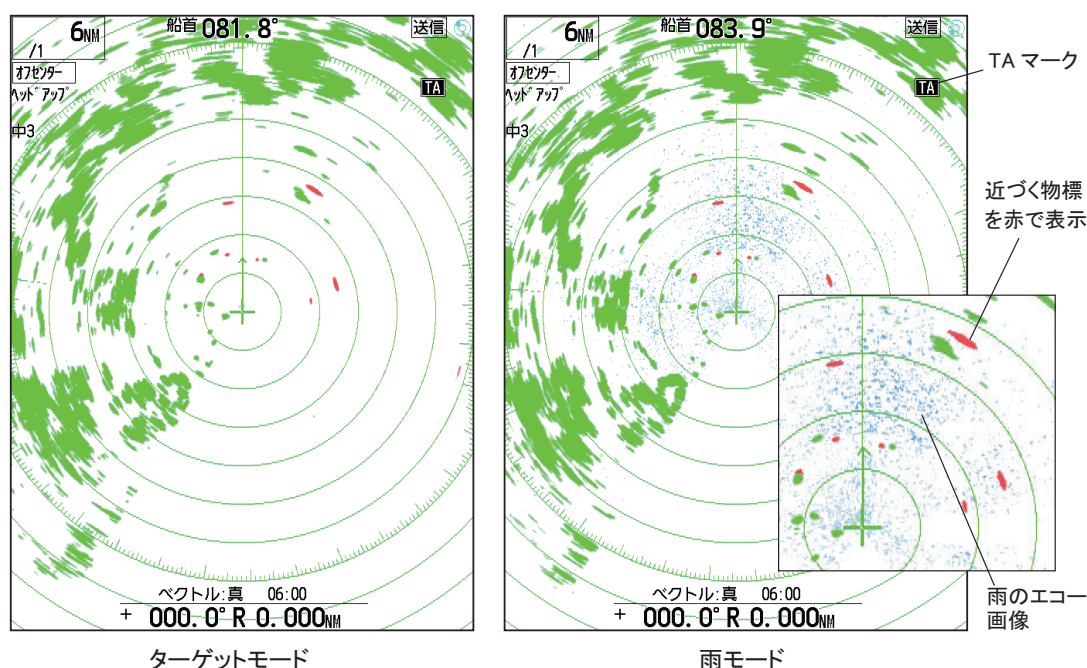 6NM
/1
オフセンター
ヘッドアップ
中3
船首 081.8°
送信
TA
ベクトル:真 06:00
+ 000.0° R 0.000NM
ターゲットモード
6NM
/1
オフセンター
ヘッドアップ
中3
船首 083.9°
送信
TA
ベクトル:真 06:00
+ 000.0° R 0.000NM
雨モード
TA マーク
近づく物標
を赤で表示
雨のエコー
画像